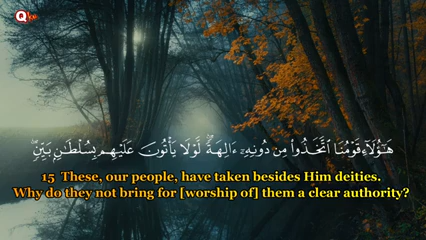 Q
هَـٰٓؤُلَآءِ قَوْمُنَا ٱتَّخَذُوا۟ مِن دُونِهِۦٓ ءَالِهَةً ۖ لَّوْلَا يَأْتُونَ عَلَيْهِم بِسُلْطَـٰنٍۭ بَيِّنٍ ۖ
15 These, our people, have taken besides Him deities.
Why do they not bring for [worship of] them a clear authority?